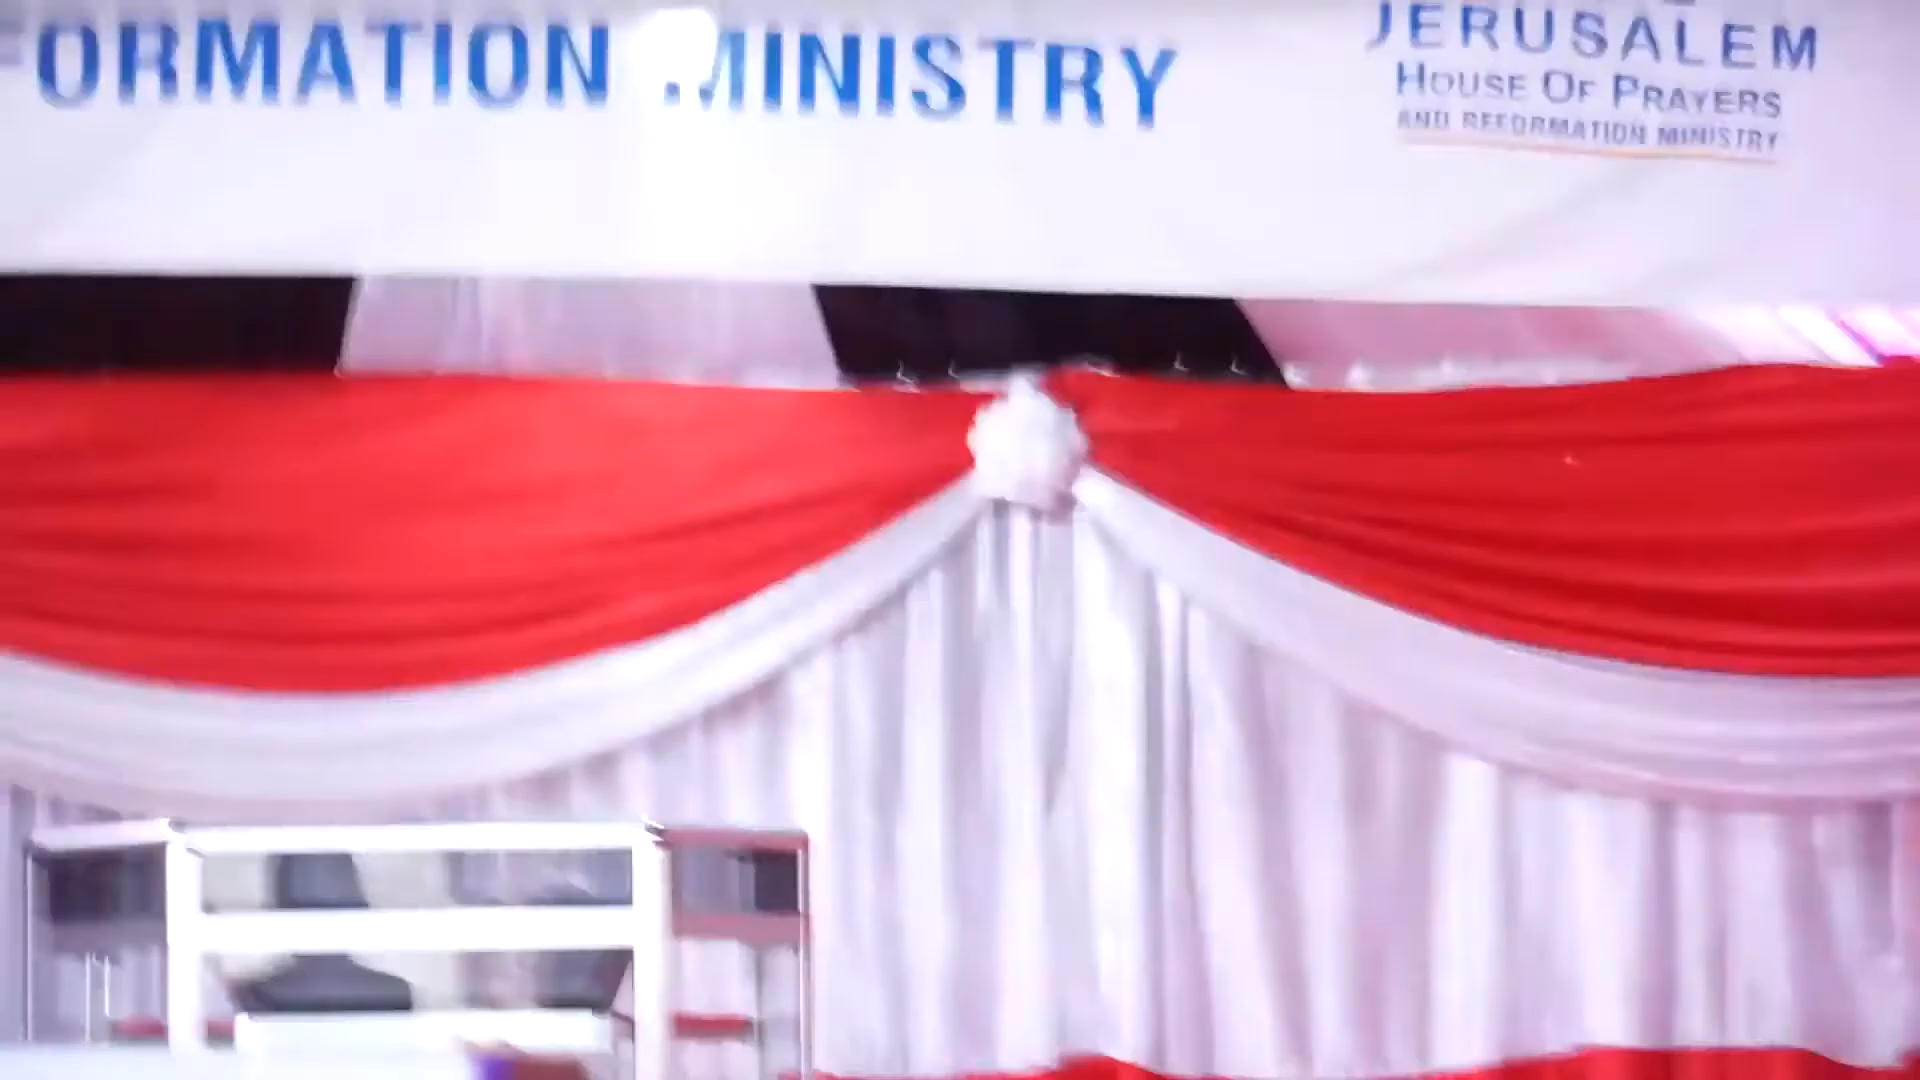 FORMATION MINISTRY
JERUSALEM
HOUSE OF PRAYERS
AND REFORMATION MINISTRY